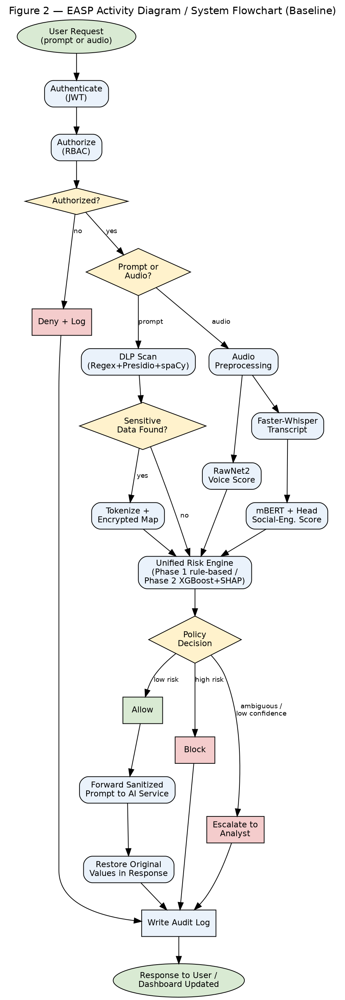 Figure 2 — EASP Activity Diagram / System Flowchart (Baseline)
User Request
(prompt or audio)
Authenticate
(JWT)
Authorize
(RBAC)
Authorized?
no
yes
Prompt or
Audio?
Deny + Log
prompt
audio
DLP Scan
(Regex+Presidio+spaCy)
Audio
Preprocessing
Sensitive
Data Found?
Faster-Whisper
Transcript
yes
RawNet2
Voice Score
no
Tokenize +
Encrypted Map
mBERT + Head
Social-Eng. Score
Unified Risk Engine
(Phase 1 rule-based /
Phase 2 XGBoost+SHAP)
Policy
Decision
low risk
high risk
ambiguous /
low confidence
Allow
Block
Forward Sanitized
Prompt to AI Service
Escalate to
Analyst
Restore Original
Values in Response
Write Audit Log
Response to User /
Dashboard Updated